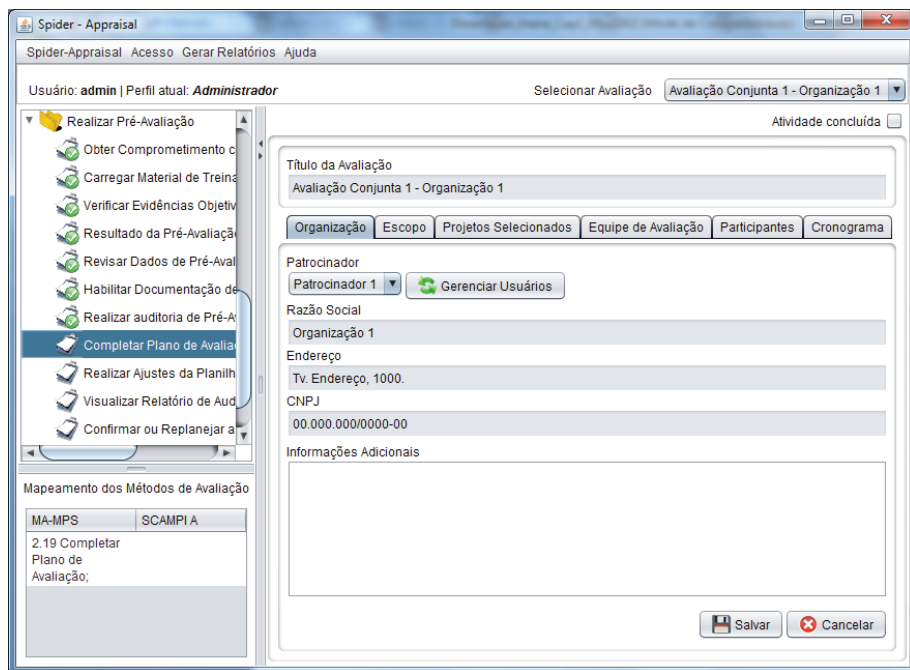 Spider - Appraisal
Spider-Appraisal Acesso Gerar Relatórios Ajuda
Usuário: admin | Perfil atual: Administrador
Selecionar Avaliação
Avaliação Conjunta 1 - Organização 1
Realizar Pré-Avaliação
Obter Comprometimento c
Carregar Material de Treina
Verificar Evidências Objetiv
Resultado da Pré-Avaliaçã
Revisar Dados de Pré-Aval
Habilitar Documentação de
Realizar auditoria de Pré-A
Completar Plano de Avalia
Realizar Ajustes da Planilh
Visualizar Relatório de Aud
Confirmar ou Replanejar a
Mapeamento dos Métodos de Avaliação
MA-MPS SCAMPI A
2.19 Completar
Plano de
Avaliação;
Atividade concluída
Título da Avaliação
Avaliação Conjunta 1 - Organização 1
Organização Escopo Projetos Selecionados Equipe de Avaliação Participantes Cronograma
Patrocinador
Patrocinador 1 Gerenciar Usuários
Razão Social
Organização 1
Endereço
Tv. Endereço, 1000.
CNPJ
00.000.000/0000-00
Informações Adicionais
Salvar Cancelar